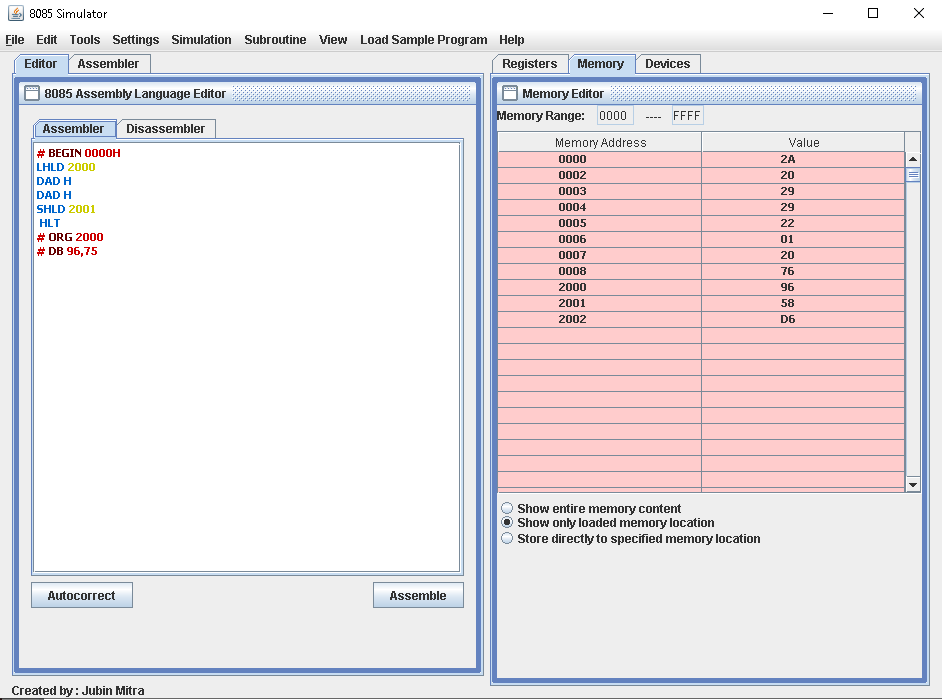 8085 Simulator
File Edit Tools Settings Simulation Subroutine View Load Sample Program Help
Editor Assembler
8085 Assembly Language Editor
Assembler Disassembler
# BEGIN 0000H
LHLD 2000
DAD H
DAD H
SHLD 2001
HLT
# ORG 2000
# DB 96,75
Autocorrect Assemble
Registers Memory Devices
Memory Editor
Memory Range: 0000 ---- FFFF
Memory Address Value
0000 2A
0002 20
0003 29
0004 29
0005 22
0006 01
0007 20
0008 76
2000 96
2001 58
2002 D6
Show entire memory content
Show only loaded memory location
Store directly to specified memory location
Created by : Jubin Mitra